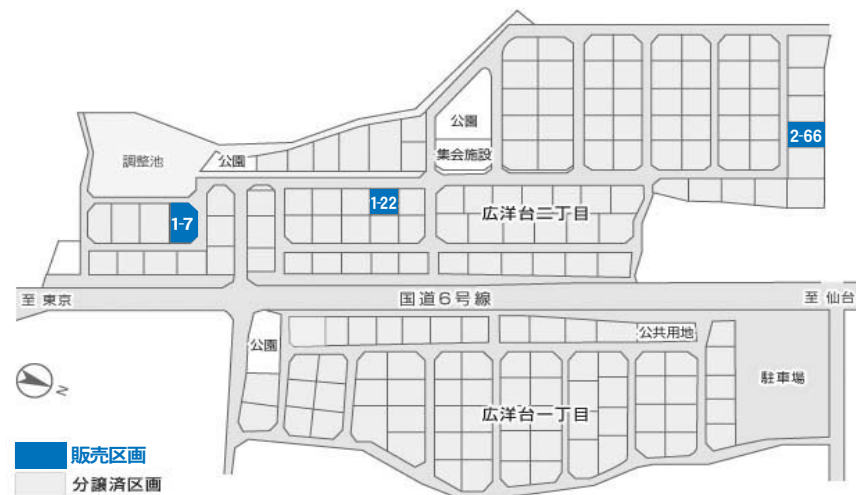 公園
2-66
調整池
公園
集会施設
1-22
1-7
広洋台二丁目
至 東京
国道6号線
至 仙台
公園
公共用地
駐車場
N
広洋台一丁目
販売区画
分譲済区画